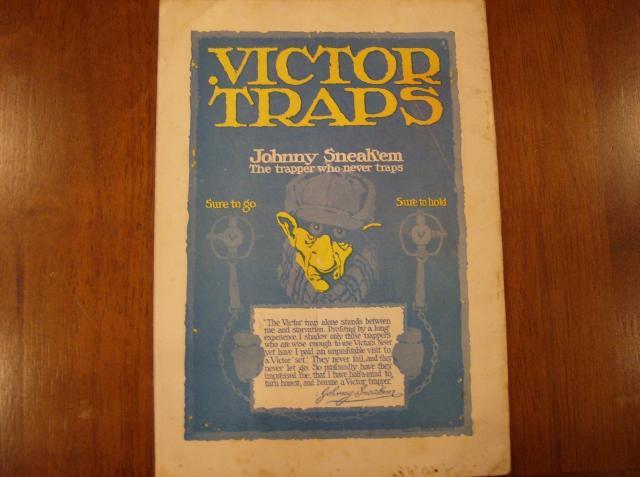 VICTOR
TRAPS
Johnny Sneak'em
The trapper who never traps
Sure to go
Sure to hold
V
V
"The Victor trap alone stands between
me and starvation. Profiting by a long
experience, I shadow only those trappers
who are wise enough to use Victors. Never
yet have I paid an unprofitable visit to
a Victor 'set.' They never fail, and they
never let go. So profoundly have they
impressed me, that I have half-a-mind to
turn honest, and become a Victor trapper.
Johnny Sneakem